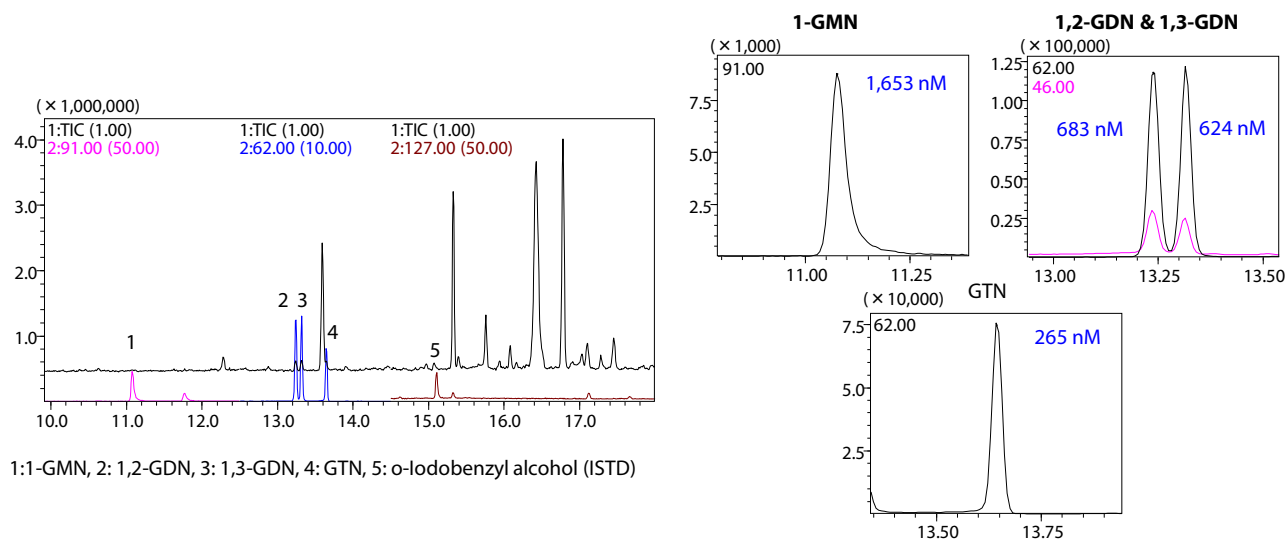 (×1,000,000)
1:TIC (1.00) 1:TIC (1.00) 1:TIC (1.00)
2:91.00 (50.00) 2:62.00 (10.00) 2:127.00 (50.00)
4.0
3.0
2.0
1.0
1
2 3
4
5
10.0 11.0 12.0 13.0 14.0 15.0 16.0 17.0
1:1-GMN, 2: 1,2-GDN, 3: 1,3-GDN, 4: GTN, 5: o-Iodobenzyl alcohol (ISTD)
1-GMN
(×1,000)
91.00
1,653 nM
7.5
5.0
2.5
11.00 11.25
1,2-GDN & 1,3-GDN
(×100,000)
1.25
62.00
46.00
1.00
683 nM 624 nM
0.75
0.50
0.25
13.00 13.25 13.50
GTN
(×10,000)
7.5
62.00
265 nM
5.0
2.5
13.50 13.75